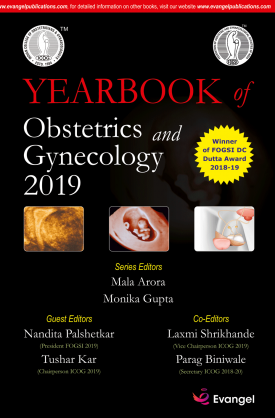 w.evangelpublications.com, for detailed information on other books, visit our website www.evangelpublications.com
TM
TM
ICOG
YEARBOOK of
Obstetrics and
Gynecology
2019
Winner
of FOGSI DC
Dutta Award
2018-19
Series Editors
Mala Arora
Monika Gupta
Guest Editors
Nandita Palshetkar
(President FOGSI 2019)
Tushar Kar
(Chairperson ICOG 2019)
Co-Editors
Laxmi Shrikhande
(Vice Chairperson ICOG 2019)
Parag Biniwale
(Secretary ICOG 2018-20)
Evangel